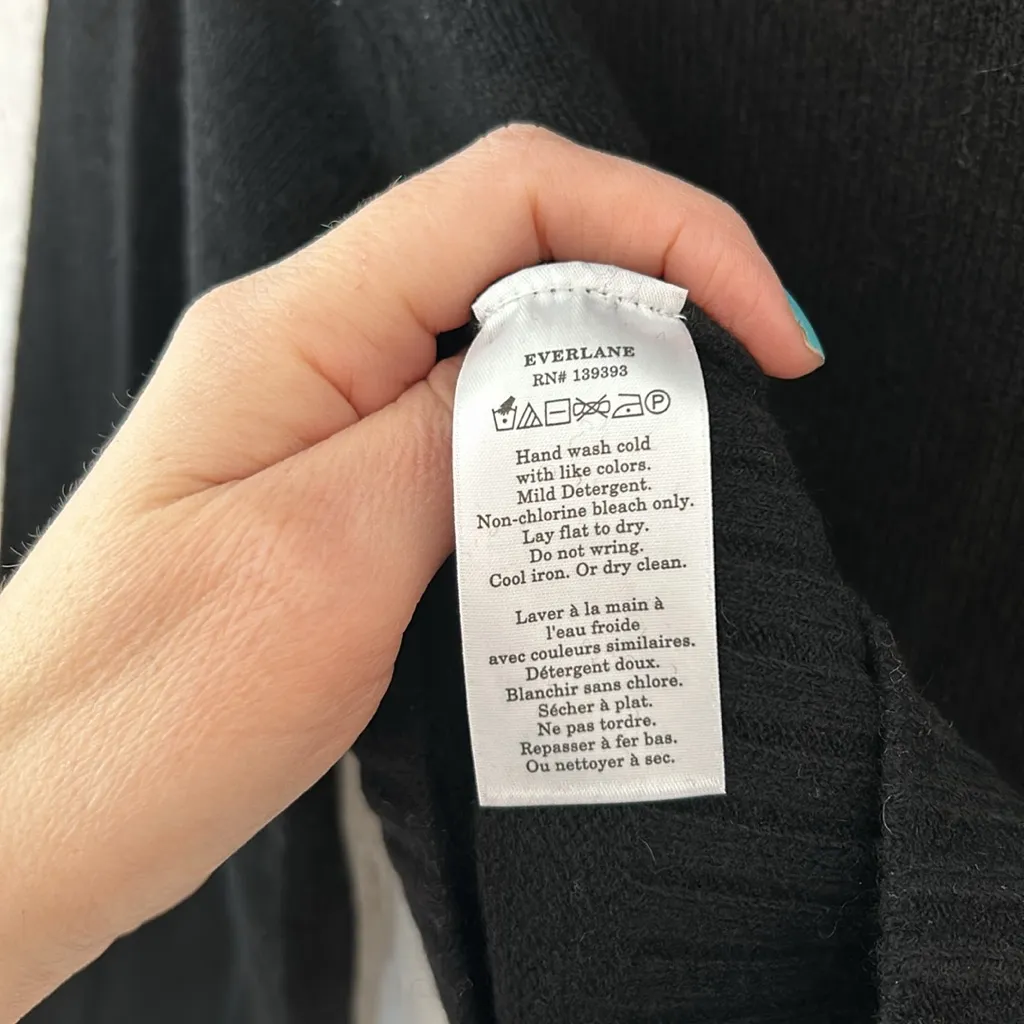 EVERLANE
RN# 139393
P
Hand wash cold
with like colors.
Mild Detergent.
Non-chlorine bleach only.
Lay flat to dry.
Do not wring.
Cool iron. Or dry clean.
Laver à la main à
l'eau froide
avec couleurs similaires.
Détergent doux.
Blanchir sans chlore.
Sécher à plat.
Ne pas tordre.
Repasser à fer bas.
Ou nettoyer à sec.